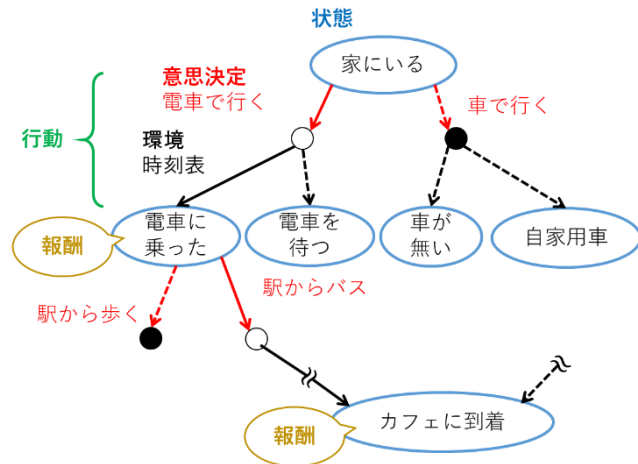 状態
家にいる
意思決定
電車で行く
車で行く
行動
環境
時刻表
報酬
電車に
乗った
電車を
待つ
車が
無い
自家用車
駅から歩く
駅からバス
カフェに到着
報酬